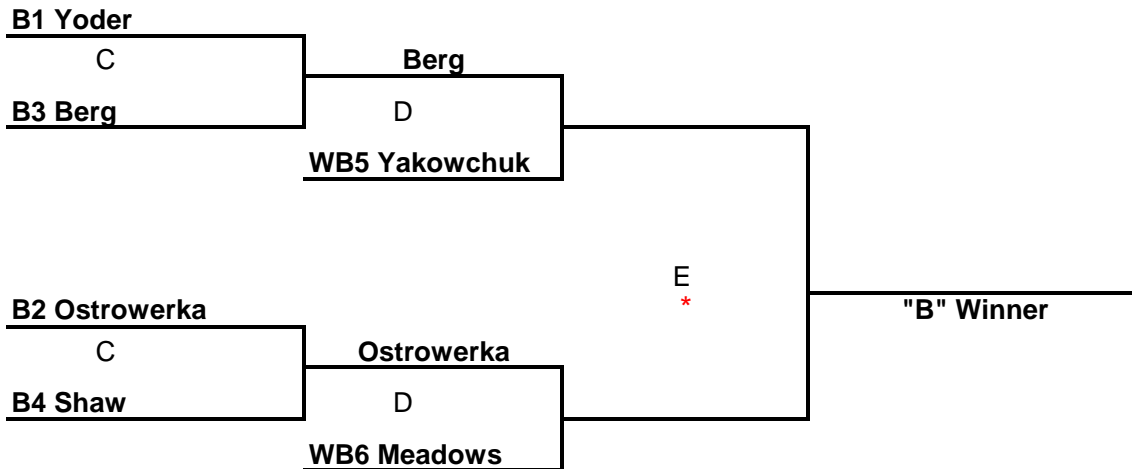 B1 Yoder
C
Berg
B3 Berg
D
WB5 Yakowchuk
E
*
B2 Ostrowerka
"B" Winner
C
Ostrowerka
B4 Shaw
D
WB6 Meadows